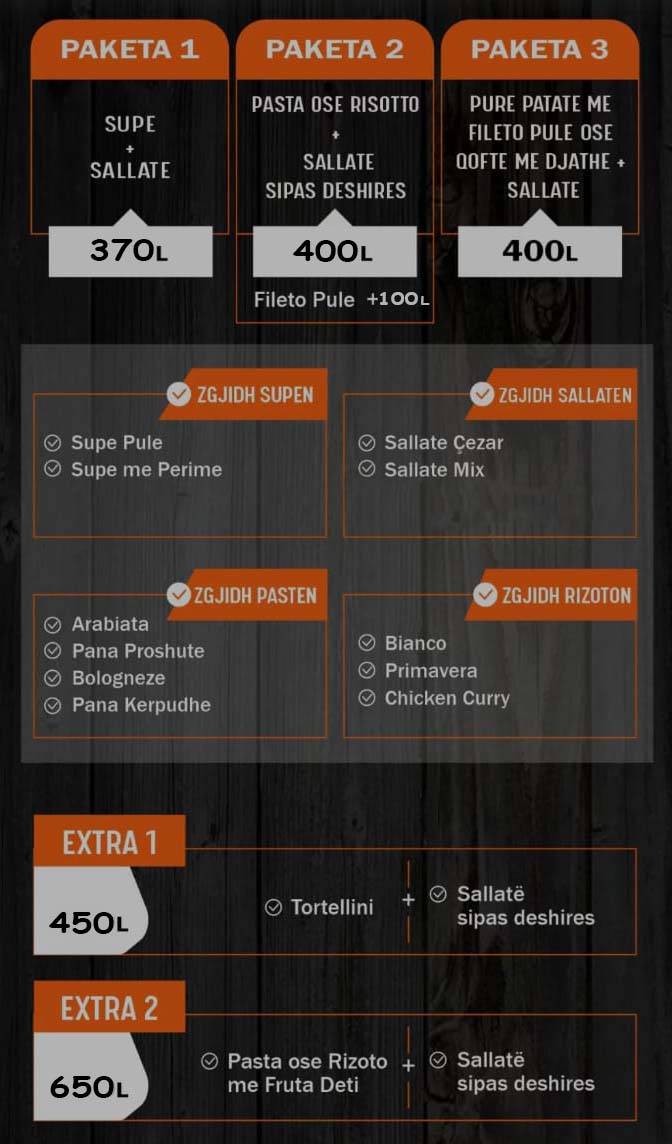 PAKETA 1
SUPE
+
SALLATE
370L
PAKETA 2
PASTA OSE RISOTTO
+
SALLATE
SIPAS DESHIRES
400L
Fileto Pule +100L
PAKETA 3
PURE PATATE ME
FILETO PULE OSE
QOFTE ME DJATHE +
SALLATE
400L
ZGJIDH SUPEN
Supe Pule
Supe me Perime
ZGJIDH SALLATEN
Sallate Çezar
Sallate Mix
ZGJIDH PASTEN
Arabiata
Pana Proshute
Bologneze
Pana Kerpudhe
ZGJIDH RIZOTON
Bianco
Primavera
Chicken Curry
EXTRA 1
450L
Tortellini
+
Sallatë
sipas deshires
EXTRA 2
650L
Pasta ose Rizoto
me Fruta Deti
+
Sallatë
sipas deshires